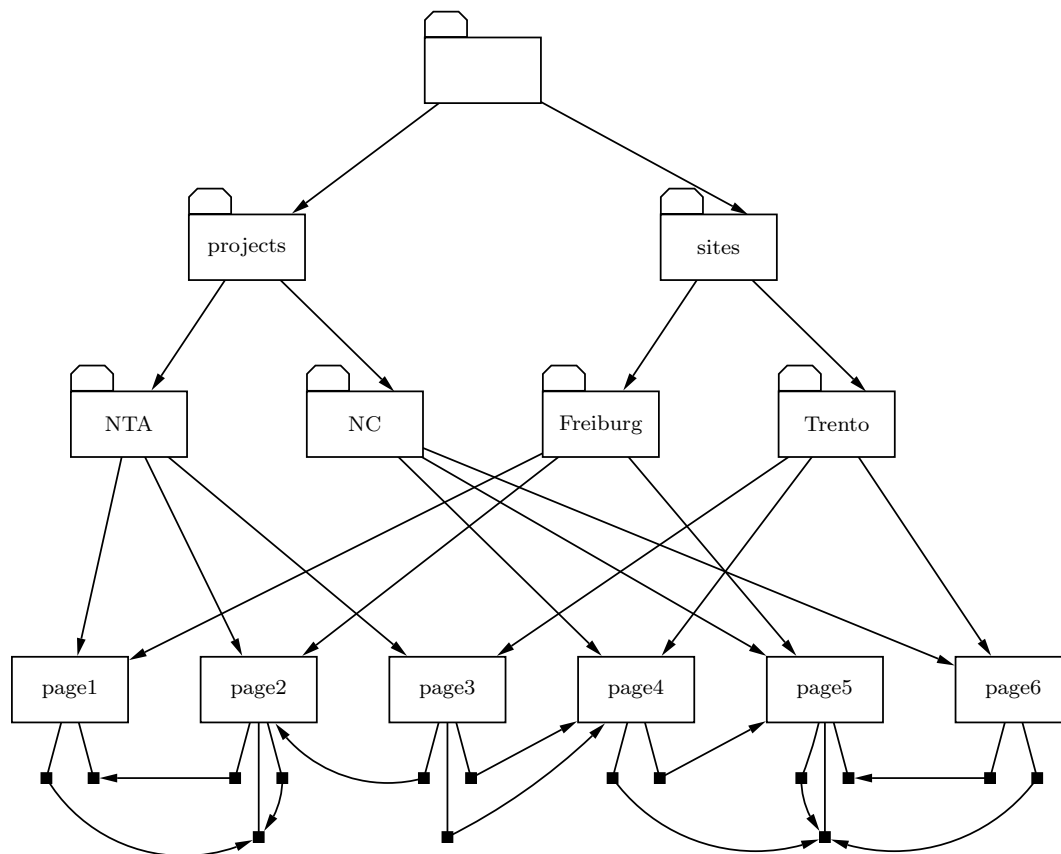 projects
sites
NTA
NC
Freiburg
Trento
page1
page2
page3
page4
page5
page6